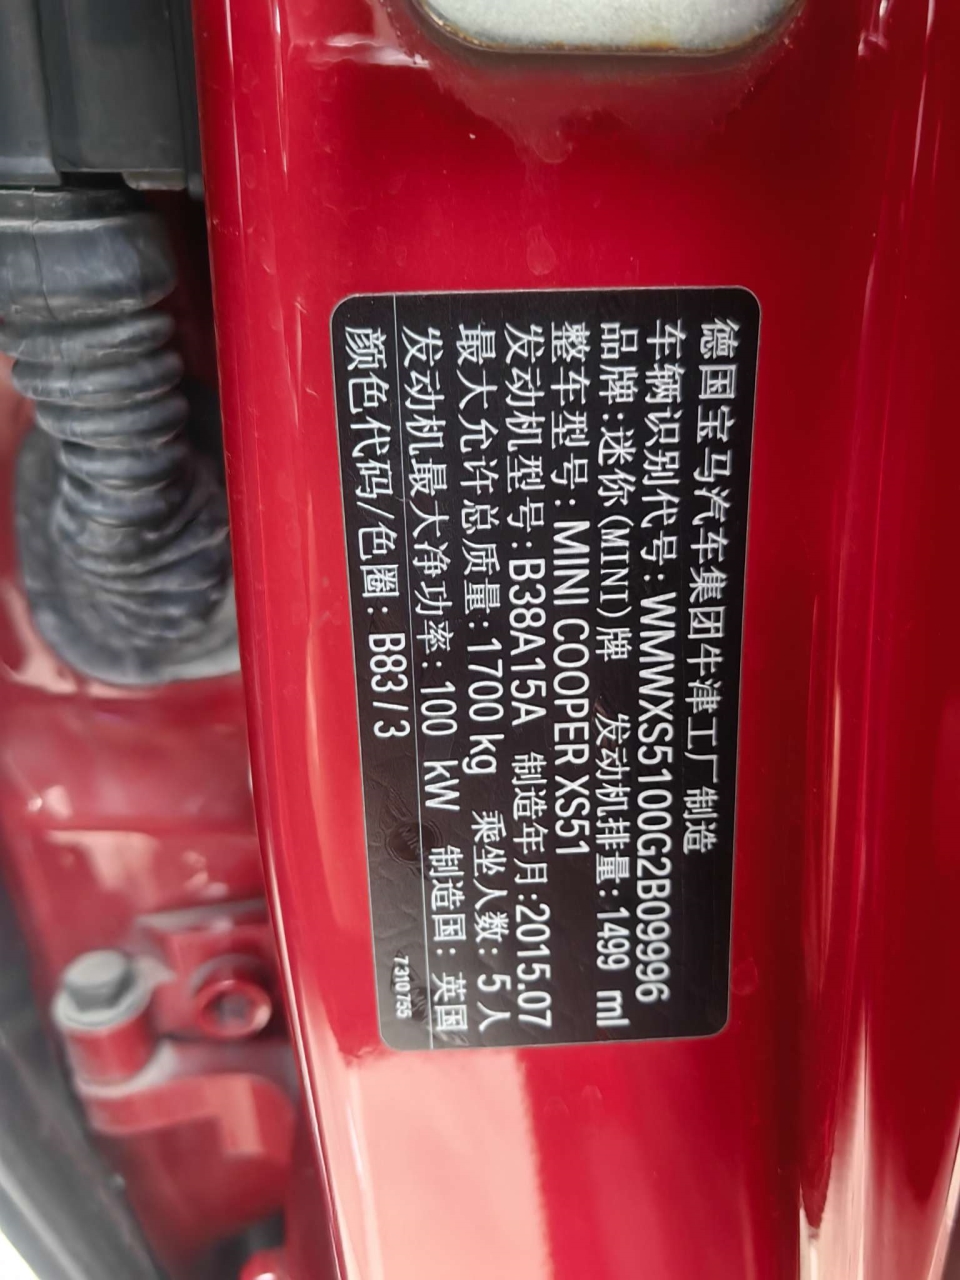 德国宝马汽车集团牛津工厂制造
车辆识别代号:WMWXS5100G2B09996
品牌:迷你(MINI)牌 发动机排量:1499 ml
整车型号:MINI COOPER XS51
发动机型号:B38A15A 制造年月:2015.07
最大允许总质量:1700 kg 乘坐人数:5人
发动机最大净功率:100 kW 制造国:英国
颜色代码/色圈:B83/3
7 310 755